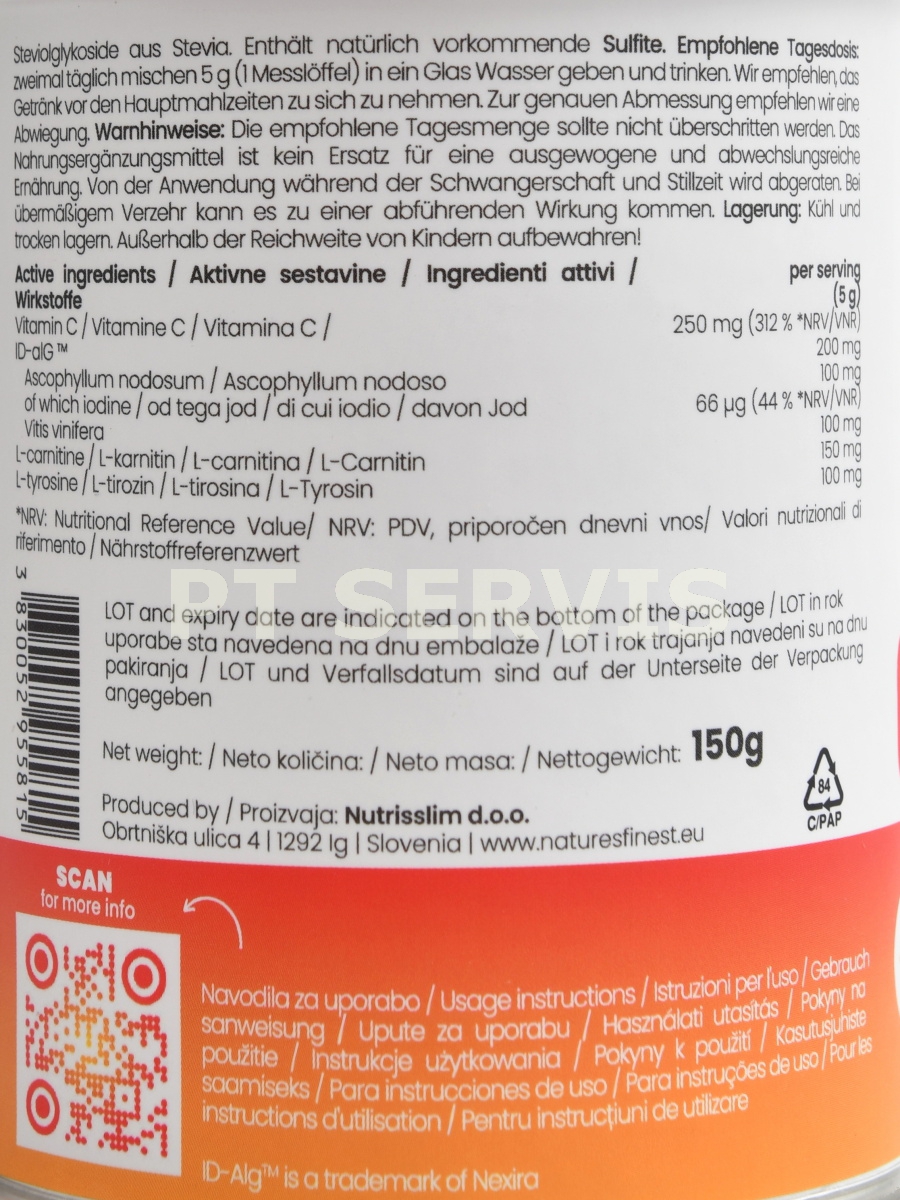 Steviolglykoside aus Stevia. Enthält natürlich vorkommende Sulfite. Empfohlene Tagesdosis:
zweimal täglich mischen 5 g (1 Messlöffel) in ein Glas Wasser geben und trinken. Wir empfehlen, das
Getränk vor den Hauptmahlzeiten zu sich zu nehmen. Zur genauen Abmessung empfehlen wir eine
Abwiegung. Warnhinweise: Die empfohlene Tagesmenge sollte nicht überschritten werden. Das
Nahrungsergänzungsmittel ist kein Ersatz für eine ausgewogene und abwechslungsreiche
Ernährung. Von der Anwendung während der Schwangerschaft und Stillzeit wird abgeraten. Bei
übermäßigem Verzehr kann es zu einer abführenden Wirkung kommen. Lagerung: Kühl und
trocken lagern. Außerhalb der Reichweite von Kindern aufbewahren!
Active ingredients / Aktivne sestavine / Ingredienti attivi / per serving
Wirkstoffe (5 g)
Vitamin C / Vitamine C / Vitamina C / 250 mg (312 % *NRV/VNR)
ID-alG™ 200 mg
Ascophyllum nodosum / Ascophyllum nodoso 100 mg
of which iodine / od tega jod / di cui iodio / davon Jod 66 µg (44 % *NRV/VNR)
Vitis vinifera 100 mg
L-carnitine / L-karnitin / L-carnitina / L-Carnitin 150 mg
L-tyrosine / L-tirozin / L-tirosina / L-Tyrosin 100 mg
*NRV: Nutritional Reference Value/ NRV: PDV, priporočen dnevni vnos/ Valori nutrizionali di
riferimento / Nährstoffreferenzwert
PT SERVIS
LOT and expiry date are indicated on the bottom of the package / LOT in rok
uporabe sta navedena na dnu embalaže / LOT i rok trajanja navedeni su na dnu
pakiranja / LOT und Verfallsdatum sind auf der Unterseite der Verpackung
angegeben
3 830052 955815
Net weight: / Neto količina: / Neto masa: / Nettogewicht: 150g
84
C/PAP
Produced by / Proizvaja: Nutrisslim d.o.o.
Obrtniška ulica 4 | 1292 Ig | Slovenia | www.naturesfinest.eu
SCAN
for more info
Navodila za uporabo / Usage instructions / Istruzioni per l'uso / Gebrauch
sanweisung / Upute za uporabu / Használati utasítás / Pokyny na
použitie / Instrukcje użytkowania / Pokyny k použití / Kasutusjuhiste
saamiseks / Para instrucciones de uso / Para instruções de uso / Pour les
instructions d'utilisation / Pentru instrucțiuni de utilizare
ID-Alg™ is a trademark of Nexira